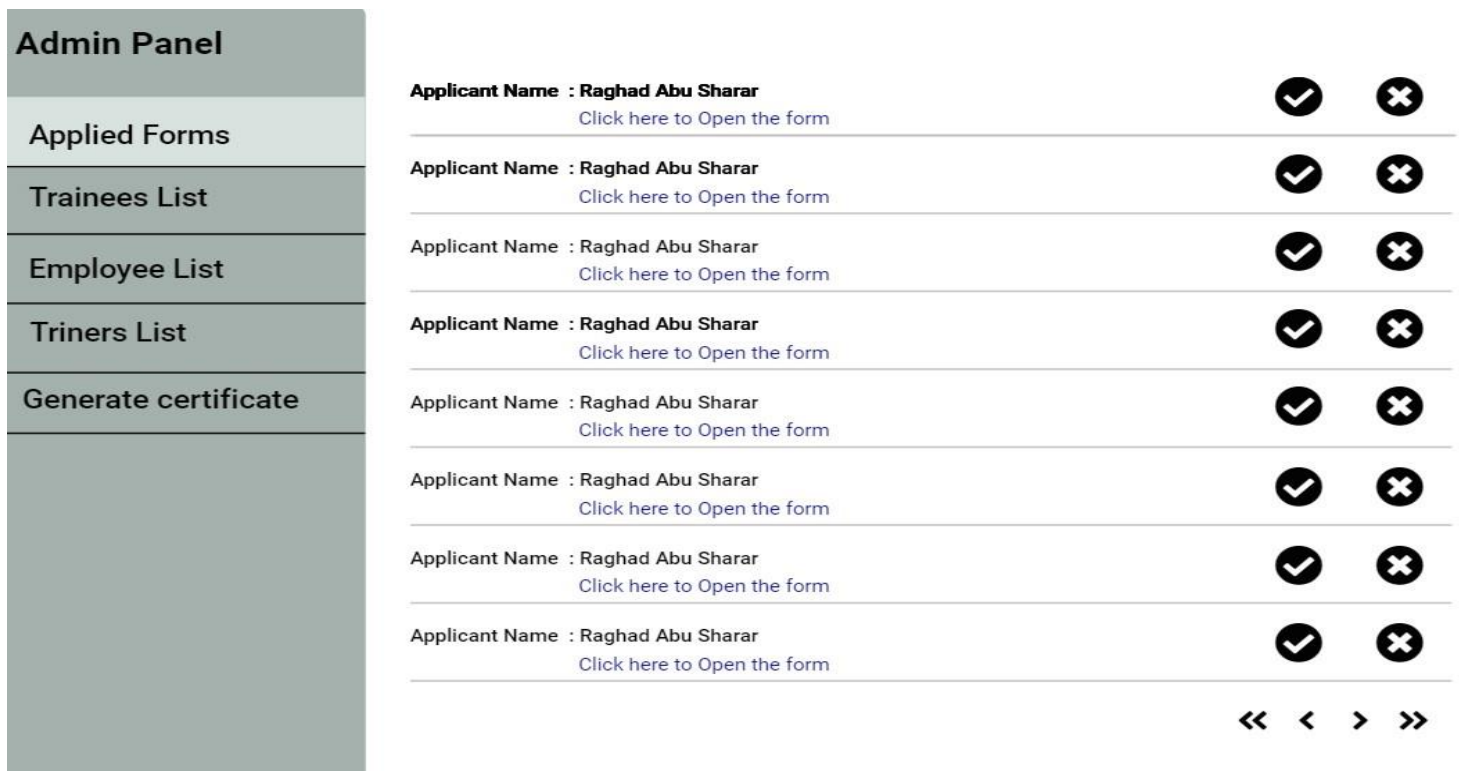 Admin Panel
Applied Forms
Trainees List
Employee List
Triners List
Generate certificate
Applicant Name : Raghad Abu Sharar
Click here to Open the form
Applicant Name : Raghad Abu Sharar
Click here to Open the form
Applicant Name : Raghad Abu Sharar
Click here to Open the form
Applicant Name : Raghad Abu Sharar
Click here to Open the form
Applicant Name : Raghad Abu Sharar
Click here to Open the form
Applicant Name : Raghad Abu Sharar
Click here to Open the form
Applicant Name : Raghad Abu Sharar
Click here to Open the form
Applicant Name : Raghad Abu Sharar
Click here to Open the form